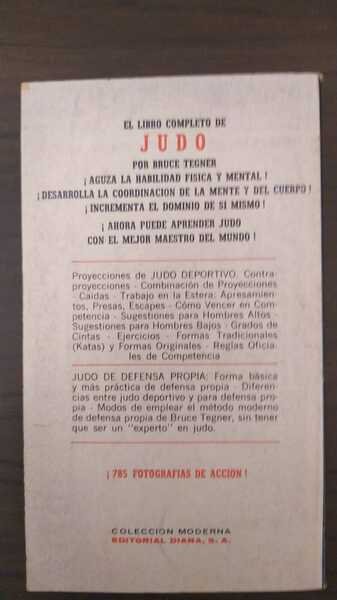 EL LIBRO COMPLETO DE
JUDO
POR BRUCE TEGNER
¡ AGUZA LA HABILIDAD FISICA Y MENTAL !
¡ DESARROLLA LA COORDINACION DE LA MENTE Y DEL CUERPO !
¡ INCREMENTA EL DOMINIO DE SI MISMO !
¡ AHORA PUEDE APRENDER JUDO
CON EL MEJOR MAESTRO DEL MUNDO !
Proyecciones de JUDO DEPORTIVO. Contra-
proyecciones - Combinación de Proyecciones
- Caídas - Trabajo en la Estera: Apresamien-
tos, Presas, Escapes - Cómo Vencer en Com-
petencia - Sugestiones para Hombres Altos -
Sugestiones para Hombres Bajos - Grados de
Cintas - Ejercicios - Formas Tradicionales
(Katas) y Formas Originales - Reglas Oficia-
les de Competencia
JUDO DE DEFENSA PROPIA: Forma básica
y más práctica de defensa propia - Diferen-
cias entre judo deportivo y para defensa pro-
pia - Modos de emplear el método moderno
de defensa propia de Bruce Tegner, sin tener
que ser un "experto" en judo.
¡ 785 FOTOGRAFIAS DE ACCION !
COLECCION MODERNA
EDITORIAL DIANA, S. A.